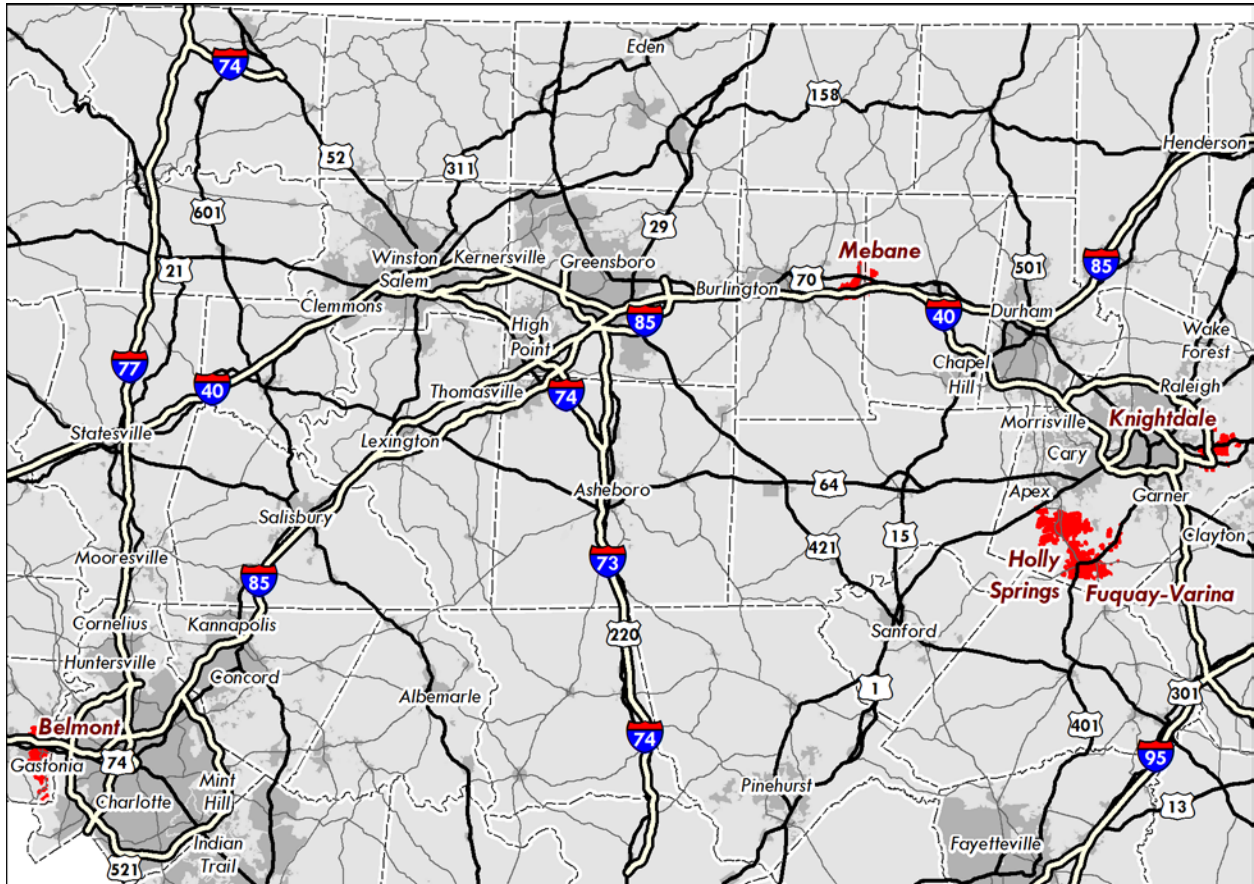 74
Eden
158
Henderson
52
311
601
29
Mebane
Winston
Salem
Kernersville
Greensboro
21
70
501
85
Burlington
Clemmons
High
Point
85
40
Durham
Wake
Forest
77
40
Thomasville
74
Chapel
Hill
Raleigh
Statesville
Lexington
Morrisville
Knightdale
Cary
Asheboro
64
Apex
Garner
Salisbury
421
15
Clayton
Mooresville
85
73
Holly
Springs
Fuquay-Varina
Cornelius
Kannapolis
220
Sanford
Huntersville
Concord
Albemarle
1
301
Belmont
401
74
74
95
Gastonia
Charlotte
Mint
Hill
Pinehurst
13
521
Indian
Trail
Fayetteville